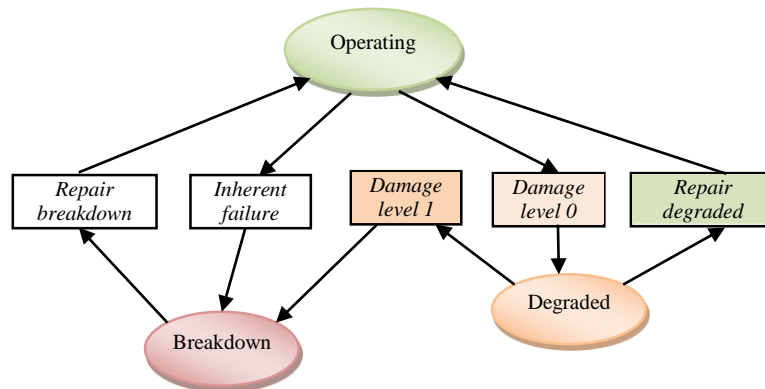 Operating
Repair
breakdown
Inherent
failure
Damage
level 1
Damage
level 0
Repair
degraded
Degraded
Breakdown